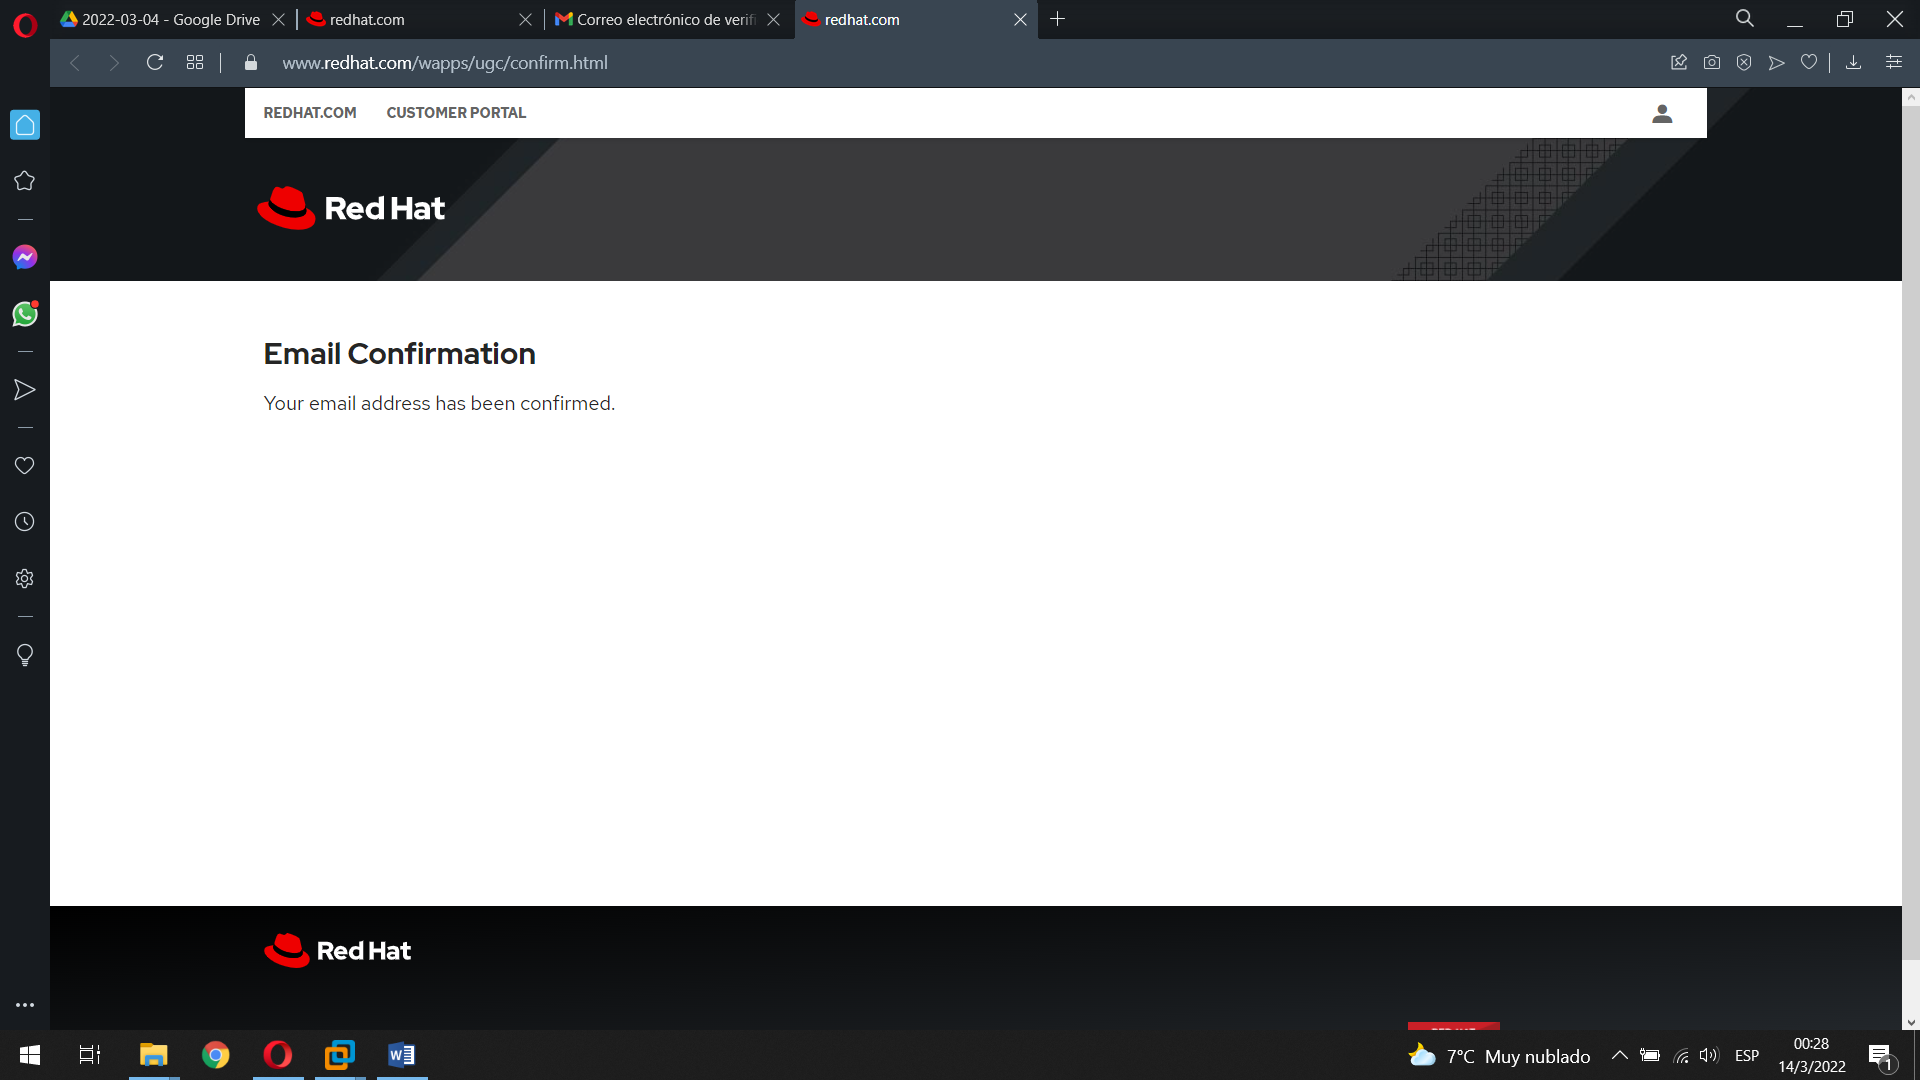 2022-03-04 - Google Drive
redhat.com
Correo electrónico de verifi
redhat.com
www.redhat.com/wapps/ugc/confirm.html
REDHAT.COM
CUSTOMER PORTAL
Red Hat
Email Confirmation
Your email address has been confirmed.
Red Hat
7°C Muy nublado
ESP
00:28
14/3/2022
1